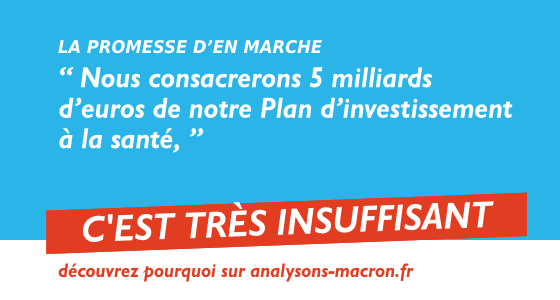 LA PROMESSE D’EN MARCHE
“ Nous consacrerons 5 milliards
d’euros de notre Plan d’investissement
à la santé, ”
C'EST TRÈS INSUFFISANT
découvrez pourquoi sur analysons-macron.fr